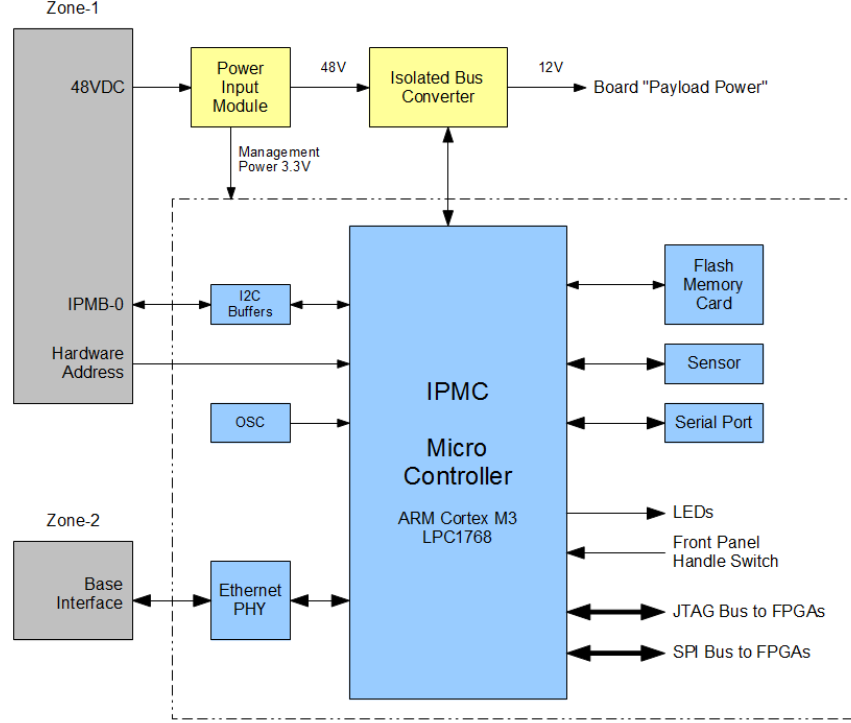 Zone-1
48VDC
Power
Input
Module
48V
Isolated Bus
Converter
12V
Board "Payload Power"
Management
Power 3.3V
IPMB-0
I2C
Buffers
Hardware
Address
OSC
IPMC
Micro
Controller
ARM Cortex M3
LPC1768
Flash
Memory
Card
Sensor
Serial Port
LEDs
Front Panel
Handle Switch
JTAG Bus to FPGAs
SPI Bus to FPGAs
Zone-2
Base
Interface
Ethernet
PHY